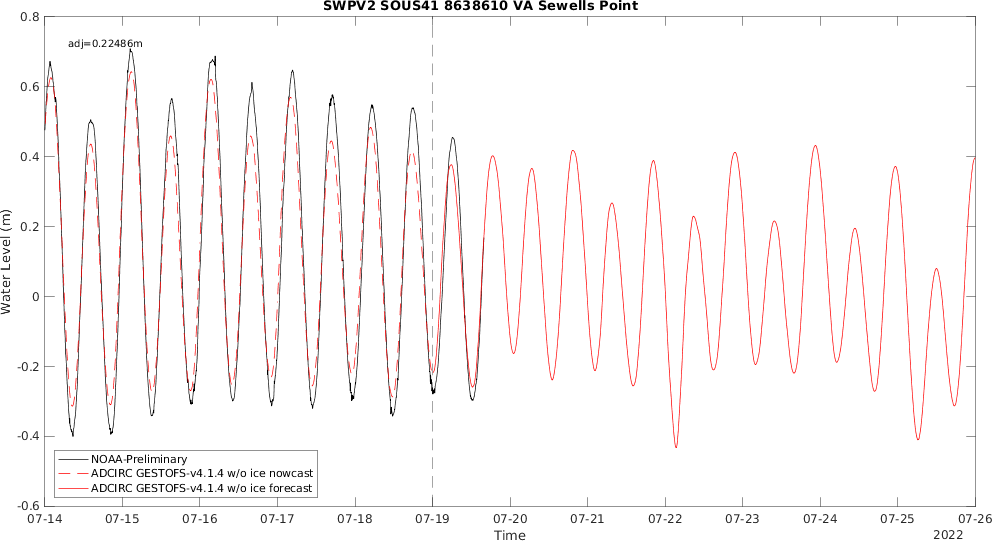 SWPV2 SOUS41 8638610 VA Sewells Point
adj=0.22486m
0.8
0.6
0.4
0.2
0
-0.2
-0.4
-0.6
Water Level (m)
NOAA-Preliminary
ADCIRC GESTOFS-v4.1.4 w/o ice nowcast
ADCIRC GESTOFS-v4.1.4 w/o ice forecast
07-14 07-15 07-16 07-17 07-18 07-19 07-20 07-21 07-22 07-23 07-24 07-25 07-26
Time
2022